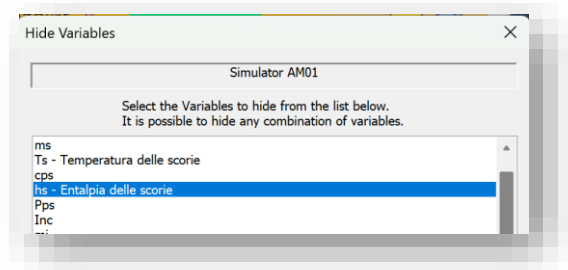 Hide Variables
Simulator AM01
Select the Variables to hide from the list below.
It is possible to hide any combination of variables.
ms
Ts - Temperatura delle scorie
cps
hs - Entalpia delle scorie
Pps
Inc